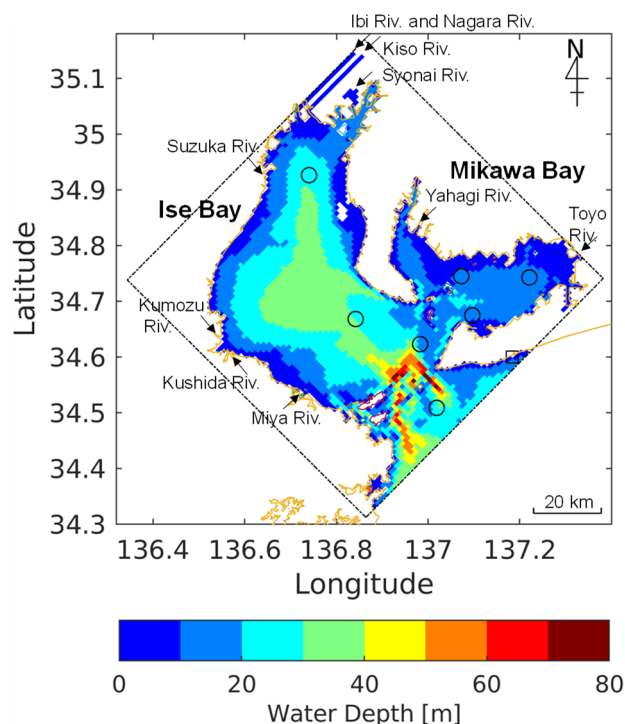 Ibi Riv. and Nagara Riv.
Kiso Riv.
Syonai Riv.
N
35.1
35
34.9
34.8
34.7
34.6
34.5
34.4
34.3
Latitude
Suzuka Riv.
Mikawa Bay
Ise Bay
Yahagi Riv.
Toyo
Riv.
Kumozu
Riv.
Kushida Riv.
Miya Riv.
20 km
136.4 136.6 136.8 137 137.2
Longitude
0 20 40 60 80
Water Depth [m]